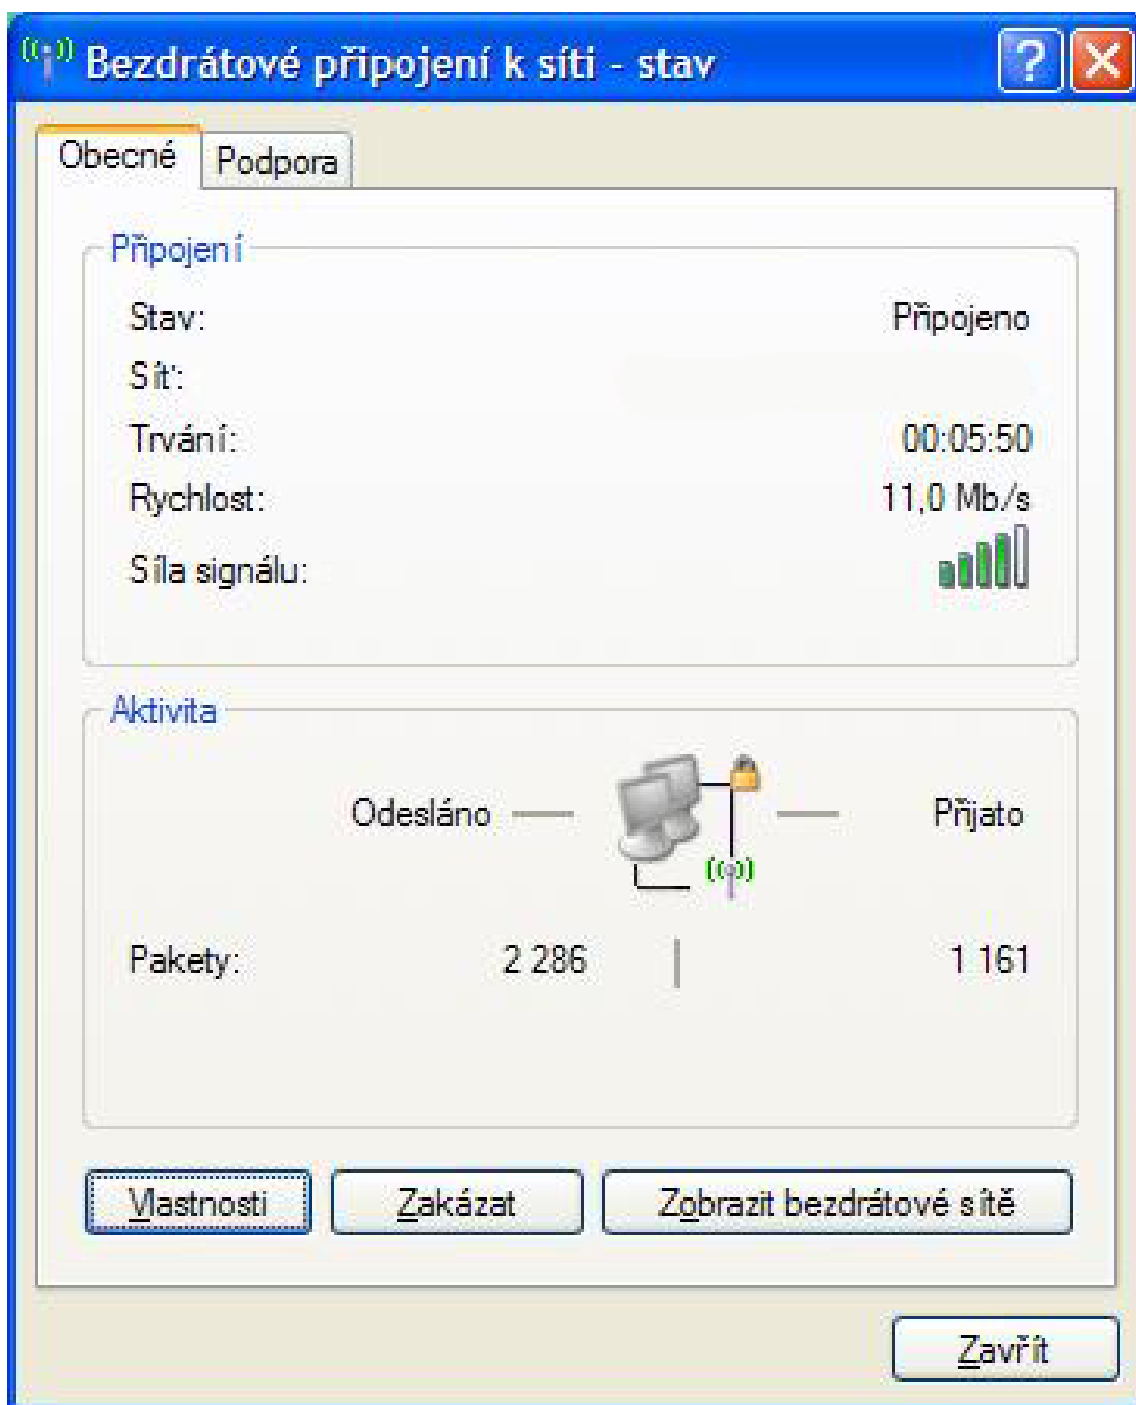 Bezdrátové připojení k síti - stav
Obecné Podpora
Připojení
Stav: Připojeno
Síť:
Trvání: 00:05:50
Rychlost: 11,0 Mb/s
Síla signálu:
Aktivita
Odesláno Přijato
Pakety: 2 286 1 161
Vlastnosti Zakázat Zobrazit bezdrátové sítě
Zavřít